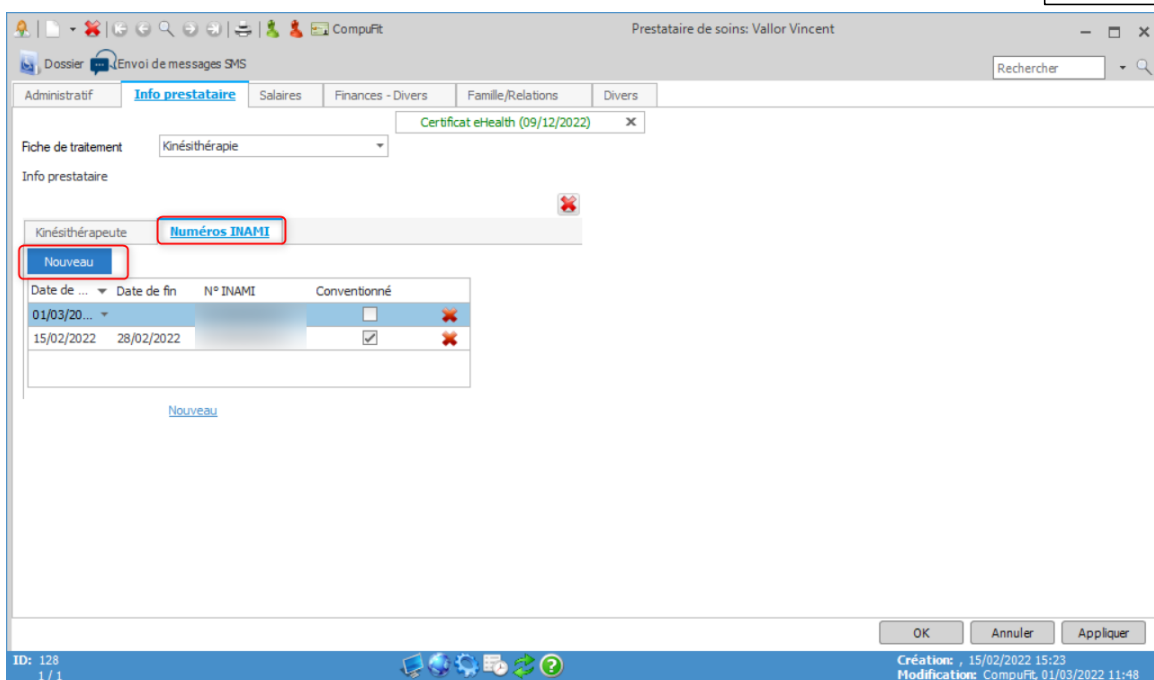 CompuFit Prestataire de soins: Vallor Vincent
Dossier Envoi de messages SMS Rechercher
Administratif Info prestataire Salaires Finances - Divers Famille/Relations Divers
Certificat eHealth (09/12/2022)
Fiche de traitement Kinésithérapie
Info prestataire
Kinésithérapeute Numéros INAMI
Nouveau
Date de ... Date de fin N° INAMI Conventionné
01/03/20...
15/02/2022 28/02/2022
Nouveau
OK Annuler Appliquer
ID: 128 Création: , 15/02/2022 15:23
1 / 1 Modification: CompuFit, 01/03/2022 11:48